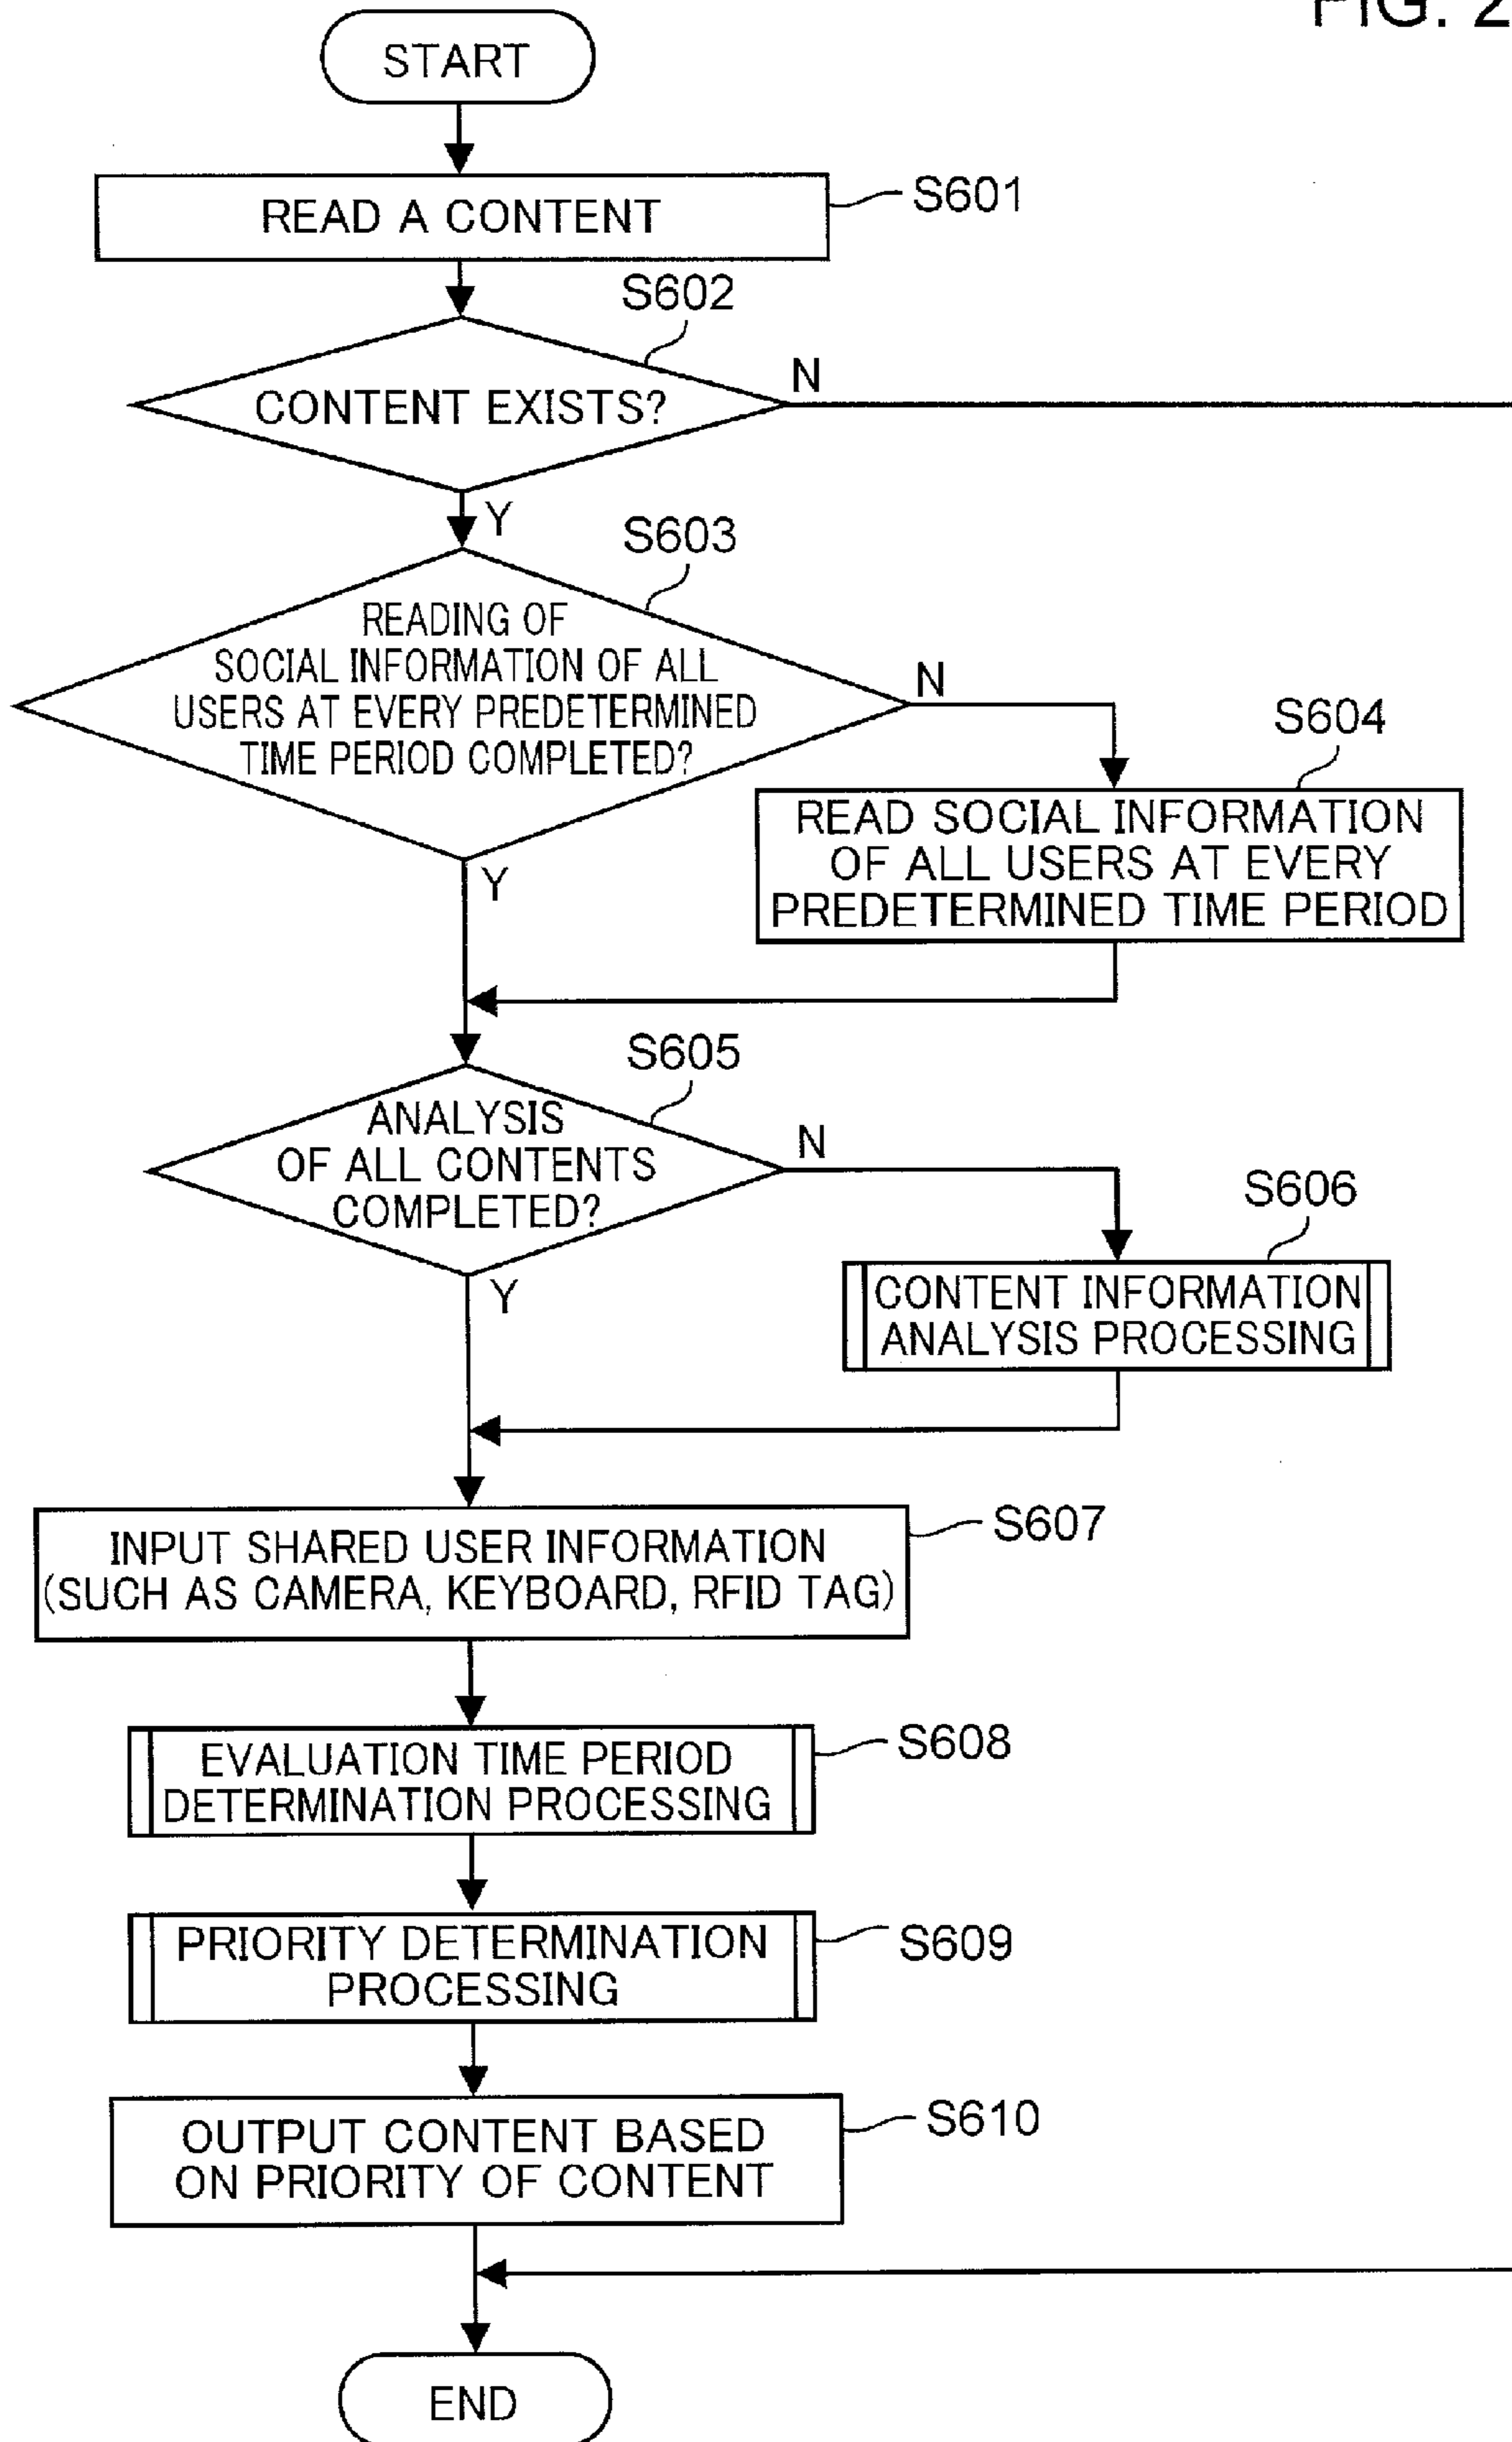 FIG. 2
START
READ A CONTENT
S601
S602
CONTENT EXISTS?
N
Y
S603
READING OF
SOCIAL INFORMATION OF ALL
USERS AT EVERY PREDETERMINED
TIME PERIOD COMPLETED?
N
Y
S604
READ SOCIAL INFORMATION
OF ALL USERS AT EVERY
PREDETERMINED TIME PERIOD
S605
ANALYSIS
OF ALL CONTENTS
COMPLETED?
N
Y
S606
CONTENT INFORMATION
ANALYSIS PROCESSING
INPUT SHARED USER INFORMATION
(SUCH AS CAMERA, KEYBOARD, RFID TAG)
S607
EVALUATION TIME PERIOD
DETERMINATION PROCESSING
S608
PRIORITY DETERMINATION
PROCESSING
S609
OUTPUT CONTENT BASED
ON PRIORITY OF CONTENT
S610
END